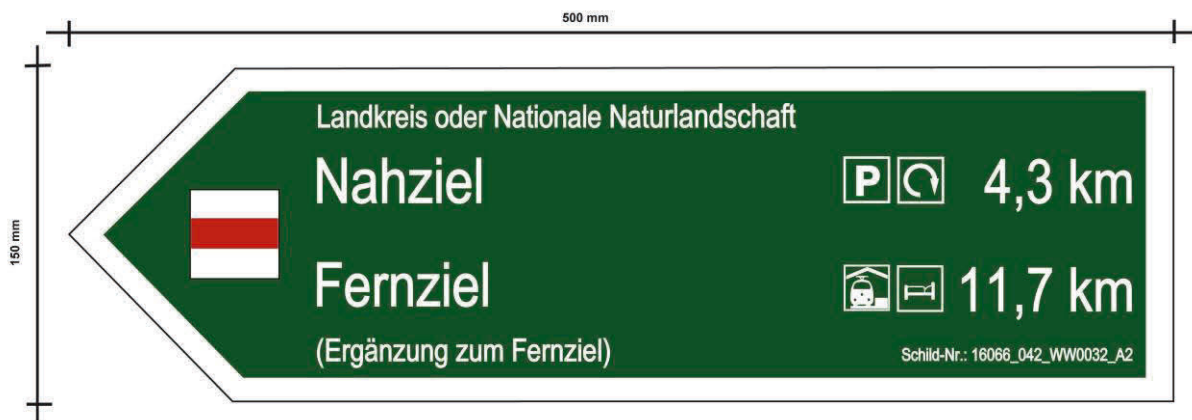 500 mm
150 mm
Landkreis oder Nationale Naturlandschaft
Nahziel
P 4,3 km
Fernziel
11,7 km
(Ergänzung zum Fernziel)
Schild-Nr.: 16066_042_WW0032_A2